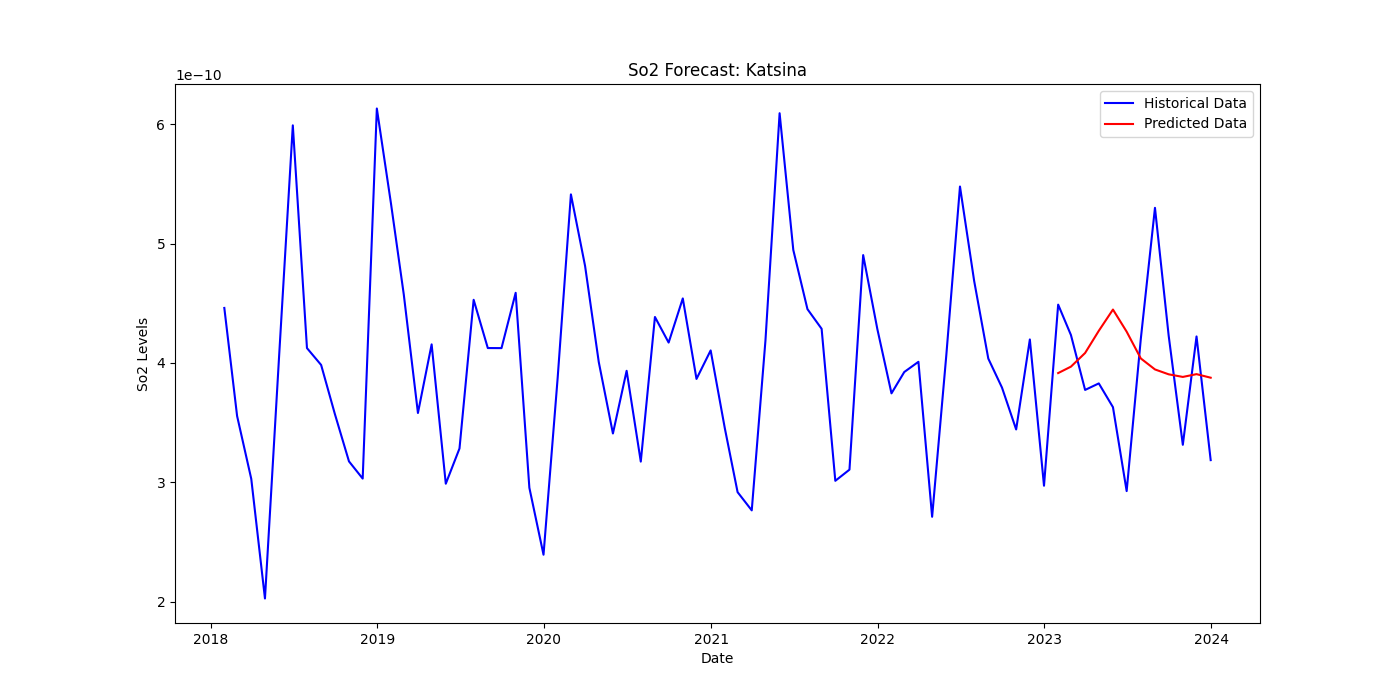 So2 Forecast: Katsina
1e−10
Historical Data
Predicted Data
6
5
4
3
2
So2 Levels
2018 2019 2020 2021 2022 2023 2024
Date